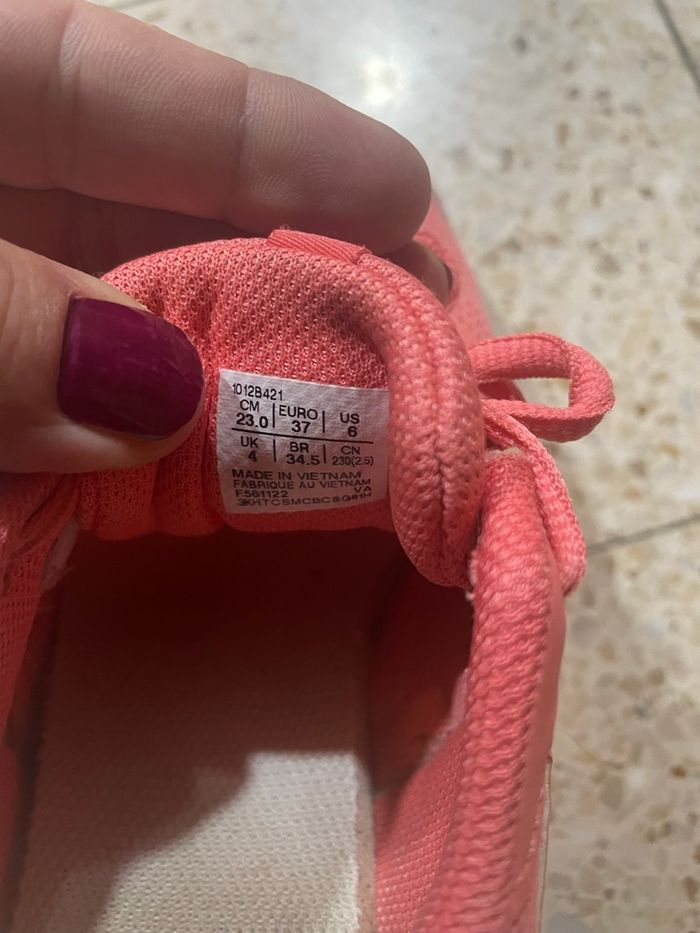 1012B421
CM EURO US
23.0 37 6
UK BR CN
4 34.5 230(2.5)
MADE IN VIETNAM
FABRIQUE AU VIETNAM
F561122 VA